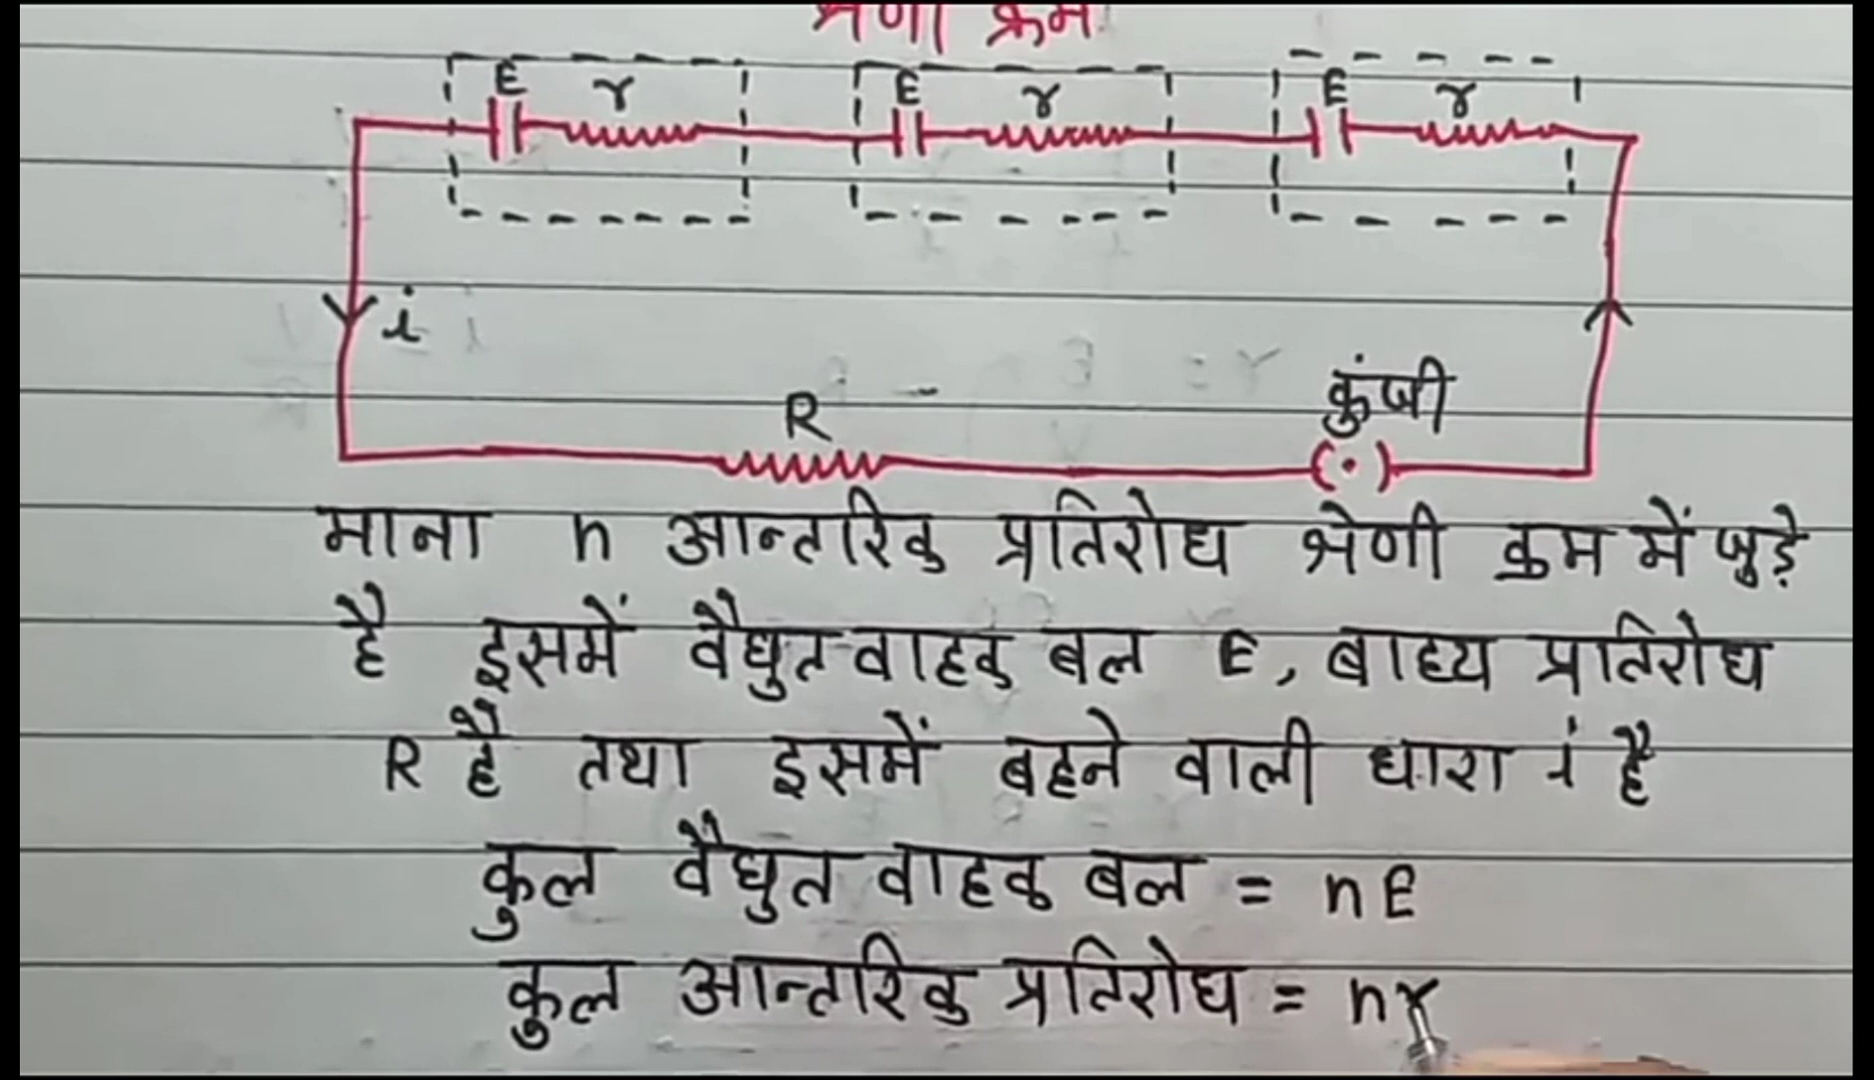 श्रेणी क्रम
E r E r E r
i
कुंजी
R
माना n आन्तरिक प्रतिरोध श्रेणी क्रम में जुड़े
है इसमें वैधुत वाहक बल E, बाह्य प्रतिरोध
R है तथा इसमें बहने वाली धारा i है
कुल वैधुत वाहक बल = nE
कुल आन्तरिक प्रतिरोध = nr